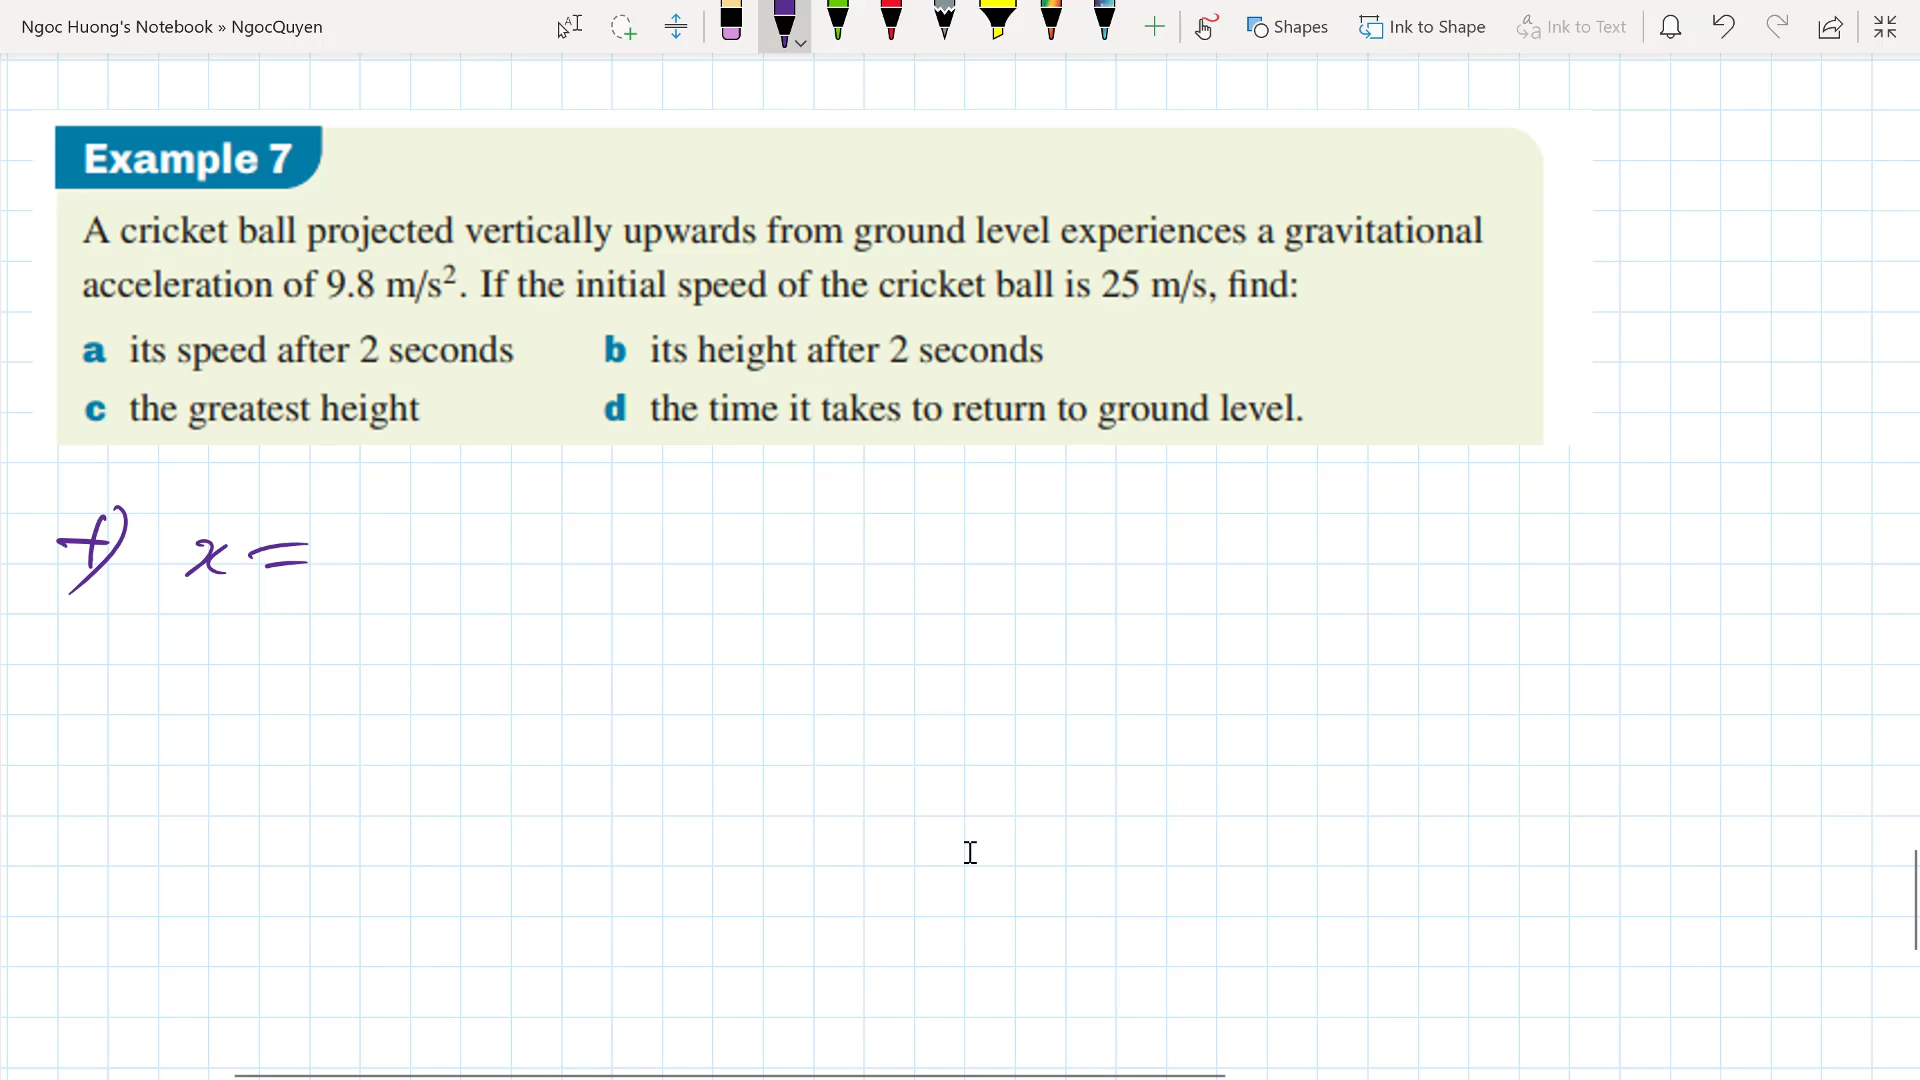 Ngoc Huong's Notebook » NgocQuyen
Shapes
Ink to Shape
Ink to Text
Example 7
A cricket ball projected vertically upwards from ground level experiences a gravitational
acceleration of 9.8 m/s². If the initial speed of the cricket ball is 25 m/s, find:
a its speed after 2 seconds b its height after 2 seconds
c the greatest height d the time it takes to return to ground level.
+) x =